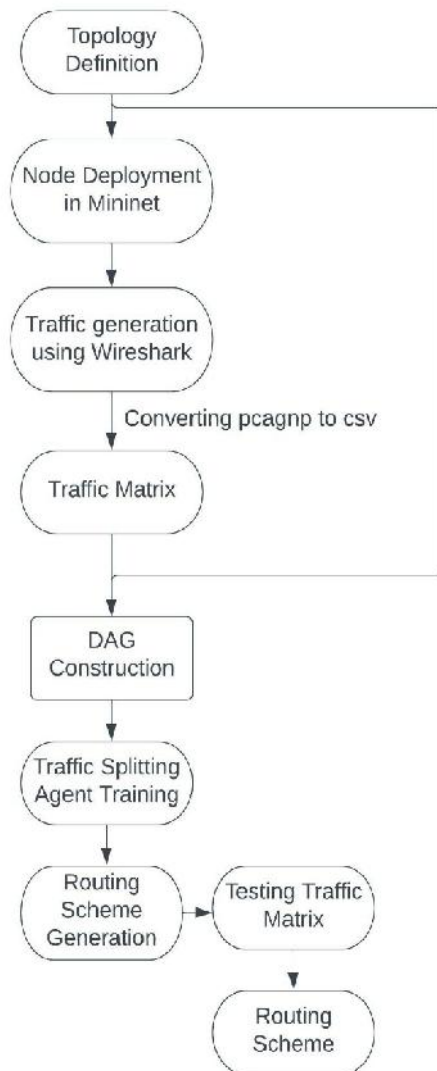 Topology
Definition
Node Deployment
in Mininet
Traffic generation
using Wireshark
Converting pcagnp to csv
Traffic Matrix
DAG
Construction
Traffic Splitting
Agent Training
Routing
Scheme
Generation
Testing Traffic
Matrix
Routing
Scheme